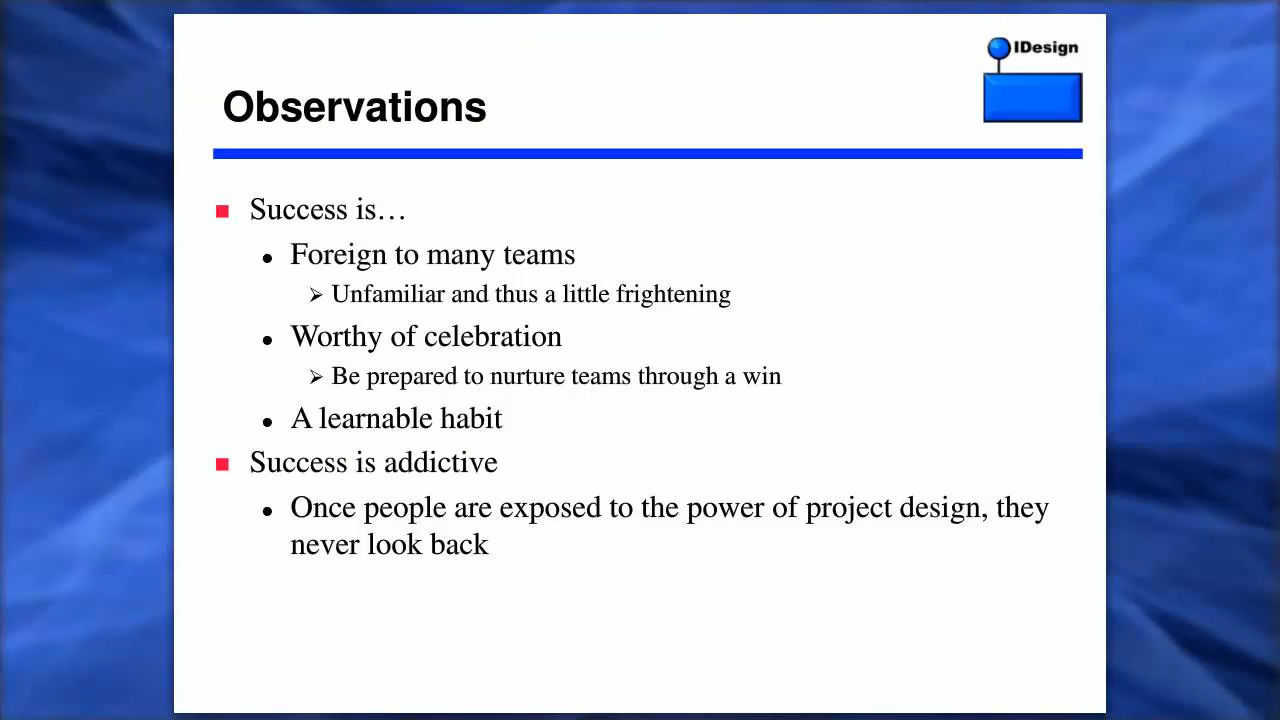 IDesign
Observations
Success is…
Foreign to many teams
Unfamiliar and thus a little frightening
Worthy of celebration
Be prepared to nurture teams through a win
A learnable habit
Success is addictive
Once people are exposed to the power of project design, they
never look back